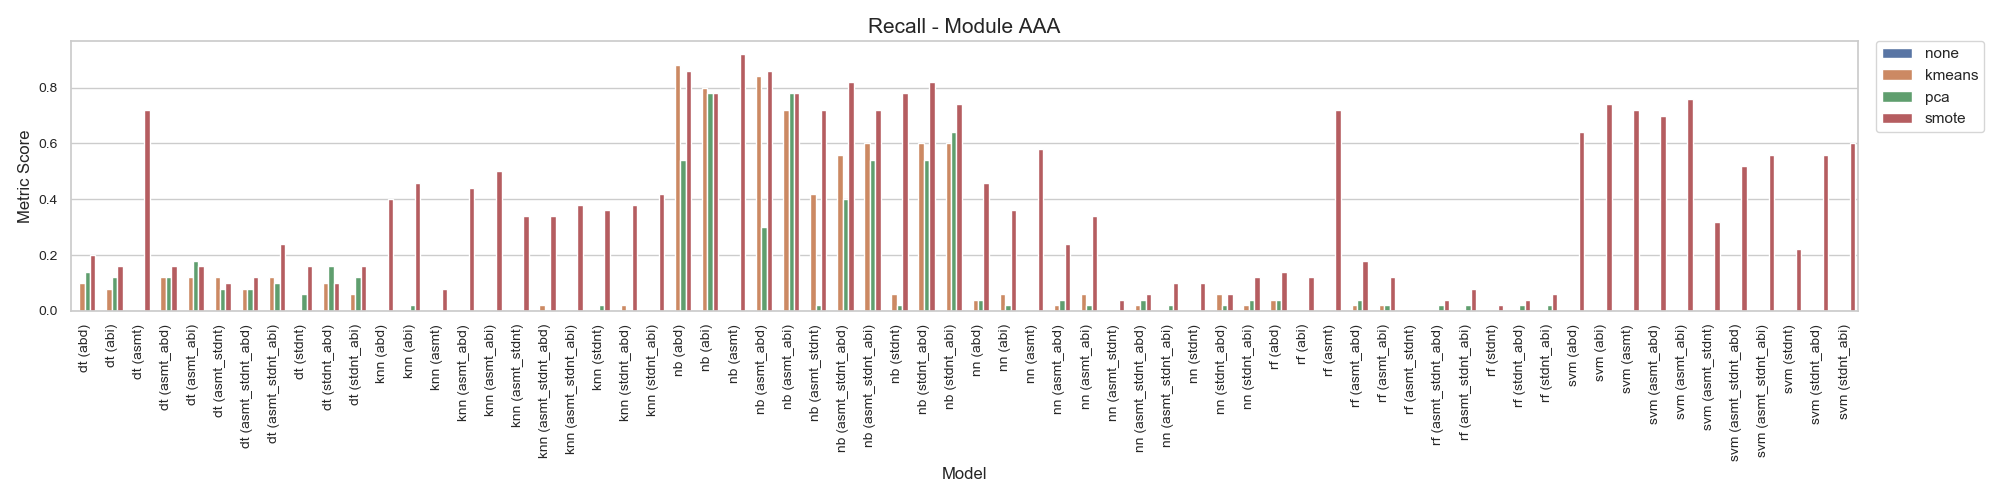 Recall - Module AAA
none
kmeans
pca
smote
Metric Score
0.8
0.6
0.4
0.2
0.0
dt (abd)
dt (abi)
dt (asmt)
dt (asmt_abd)
dt (asmt_abi)
dt (asmt_stdnt)
dt (asmt_stdnt_abd)
dt (asmt_stdnt_abi)
dt (stdnt)
dt (stdnt_abd)
dt (stdnt_abi)
knn (abd)
knn (abi)
knn (asmt)
knn (asmt_abd)
knn (asmt_abi)
knn (asmt_stdnt)
knn (asmt_stdnt_abd)
knn (asmt_stdnt_abi)
knn (stdnt)
knn (stdnt_abd)
knn (stdnt_abi)
nb (abd)
nb (abi)
nb (asmt)
nb (asmt_abd)
nb (asmt_abi)
nb (asmt_stdnt)
nb (asmt_stdnt_abd)
nb (asmt_stdnt_abi)
nb (stdnt)
nb (stdnt_abd)
nb (stdnt_abi)
nn (abd)
nn (abi)
nn (asmt)
nn (asmt_abd)
nn (asmt_abi)
nn (asmt_stdnt)
nn (asmt_stdnt_abd)
nn (asmt_stdnt_abi)
nn (stdnt)
nn (stdnt_abd)
nn (stdnt_abi)
rf (abd)
rf (abi)
rf (asmt)
rf (asmt_abd)
rf (asmt_abi)
rf (asmt_stdnt)
rf (asmt_stdnt_abd)
rf (asmt_stdnt_abi)
rf (stdnt)
rf (stdnt_abd)
rf (stdnt_abi)
svm (abd)
svm (abi)
svm (asmt)
svm (asmt_abd)
svm (asmt_abi)
svm (asmt_stdnt)
svm (asmt_stdnt_abd)
svm (asmt_stdnt_abi)
svm (stdnt)
svm (stdnt_abd)
svm (stdnt_abi)
Model